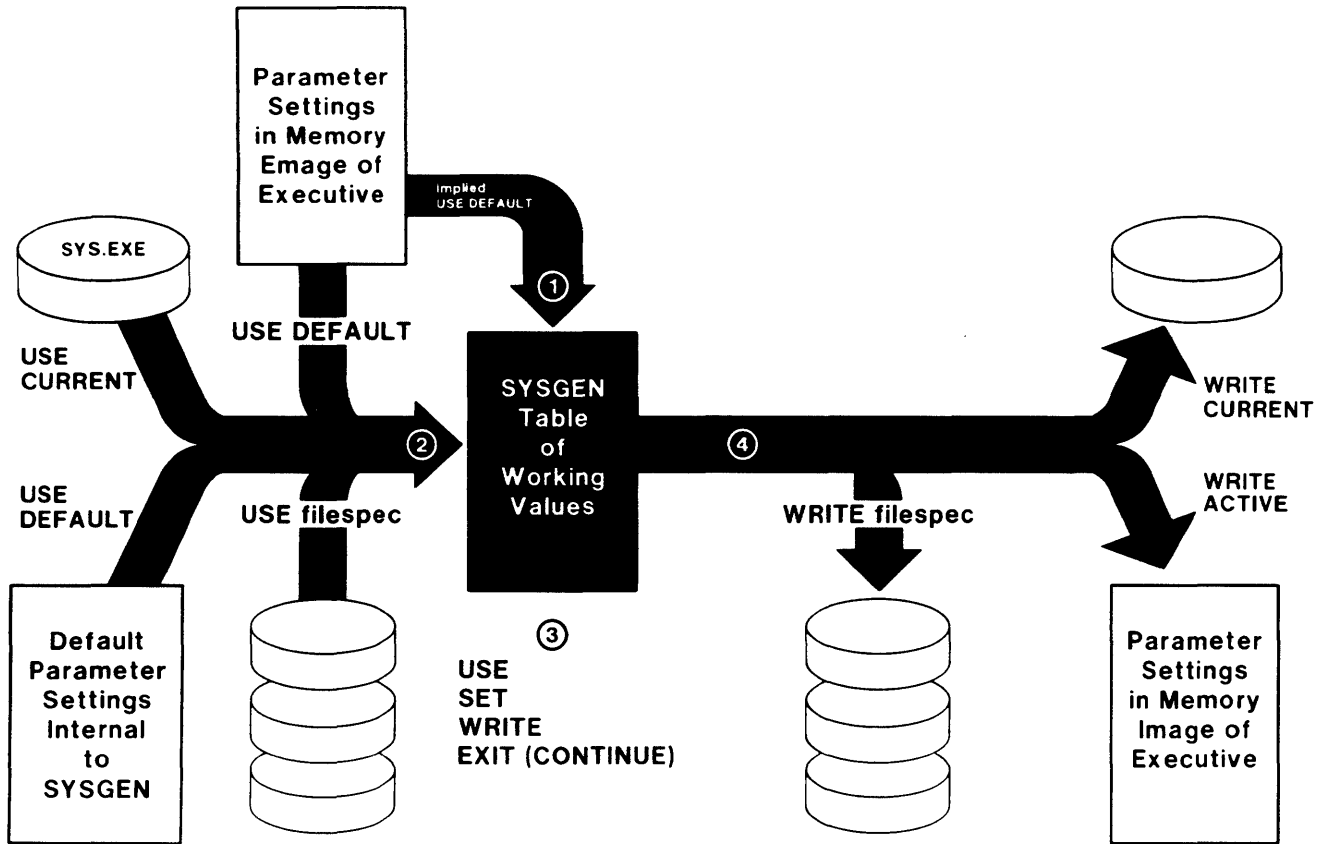 Parameter
Settings
in Memory
Emage of
Executive
Implied
USE DEFAULT
SYS.EXE
1
USE DEFAULT
USE
CURRENT
SYSGEN
Table
of
Working
Values
WRITE
CURRENT
2
4
USE
DEFAULT
USE filespec
WRITE filespec
WRITE
ACTIVE
Default
Parameter
Settings
Internal
to
SYSGEN
3
USE
SET
WRITE
EXIT (CONTINUE)
Parameter
Settings
in Memory
Image of
Executive